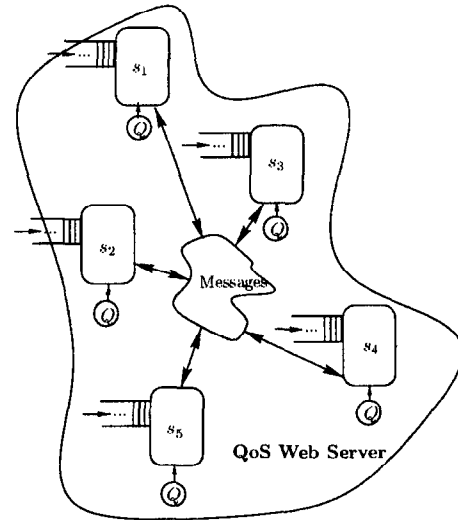 ... s1
Q
... s3
Q
... s2
Q
Messages
... s4
Q
... s5
Q
QoS Web Server